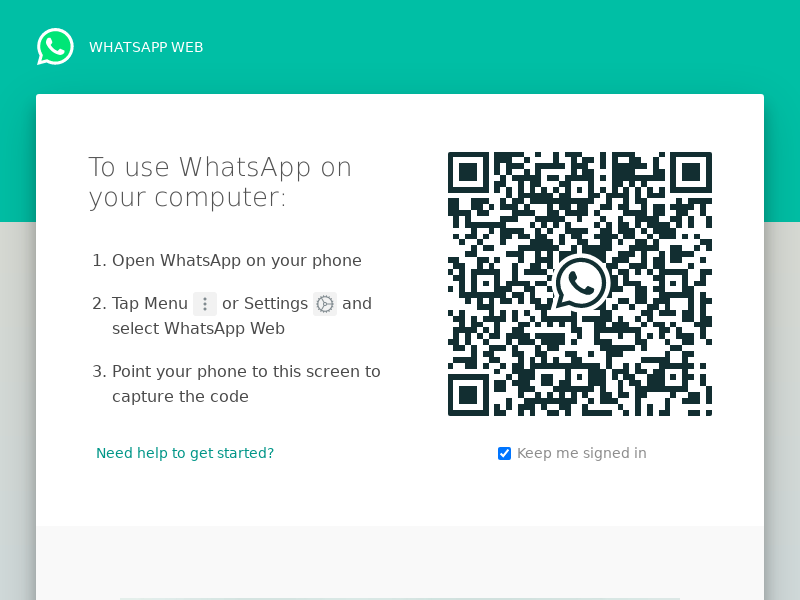 WHATSAPP WEB
To use WhatsApp on
your computer:
1. Open WhatsApp on your phone
2. Tap Menu or Settings and
select WhatsApp Web
3. Point your phone to this screen to
capture the code
Need help to get started?
Keep me signed in